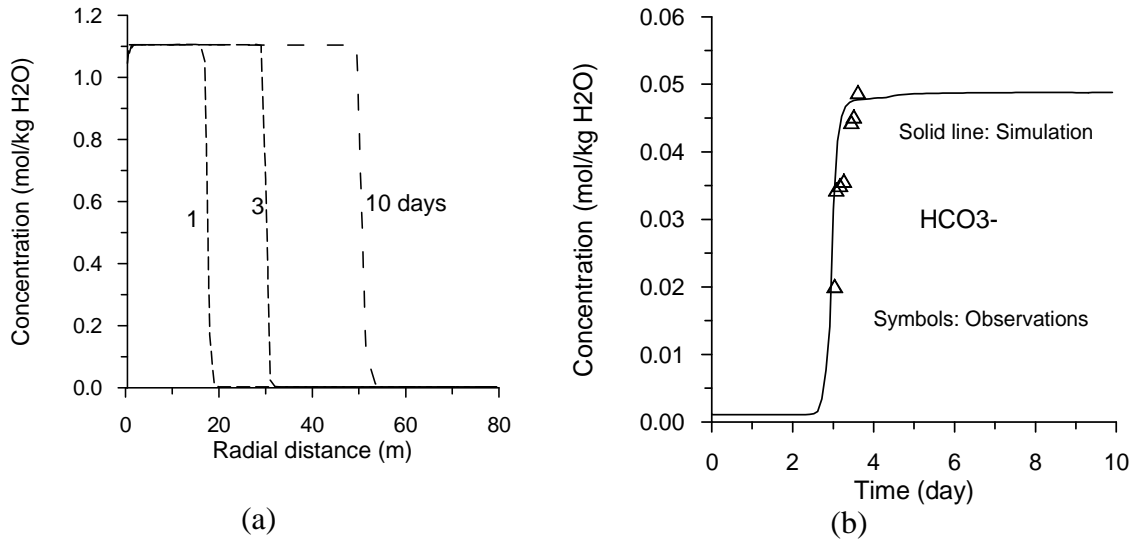 1.2
1.0
0.8
0.6
0.4
0.2
0.0
Concentration (mol/kg H2O)
1
3
10 days
0 20 40 60 80
Radial distance (m)
(a)
0.06
0.05
0.04
0.03
0.02
0.01
0.00
Concentration (mol/kg H2O)
Solid line: Simulation
HCO3-
Symbols: Observations
0 2 4 6 8 10
Time (day)
(b)